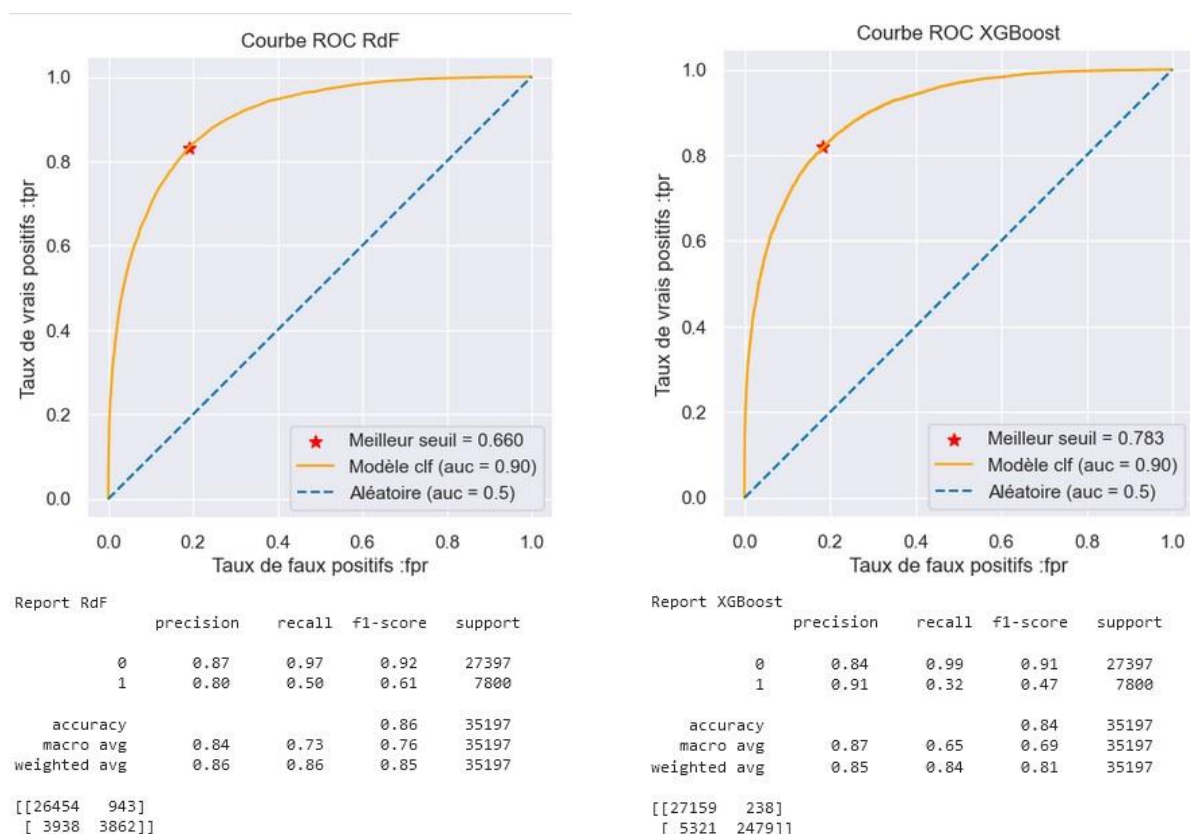 Courbe ROC RdF
1.0
0.8
0.6
0.4
0.2
0.0
Taux de vrais positifs :tpr
Meilleur seuil = 0.660
Modèle clf (auc = 0.90)
Aléatoire (auc = 0.5)
0.0 0.2 0.4 0.6 0.8 1.0
Taux de faux positifs :fpr
Report RdF
precision recall f1-score support
0 0.87 0.97 0.92 27397
1 0.80 0.50 0.61 7800
accuracy 0.86 35197
macro avg 0.84 0.73 0.76 35197
weighted avg 0.86 0.86 0.85 35197
[[26454 943]
[ 3938 3862]]
Courbe ROC XGBoost
1.0
0.8
0.6
0.4
0.2
0.0
Taux de vrais positifs :tpr
Meilleur seuil = 0.783
Modèle clf (auc = 0.90)
Aléatoire (auc = 0.5)
0.0 0.2 0.4 0.6 0.8 1.0
Taux de faux positifs :fpr
Report XGBoost
precision recall f1-score support
0 0.84 0.99 0.91 27397
1 0.91 0.32 0.47 7800
accuracy 0.84 35197
macro avg 0.87 0.65 0.69 35197
weighted avg 0.85 0.84 0.81 35197
[[27159 238]
[ 5321 2479]]